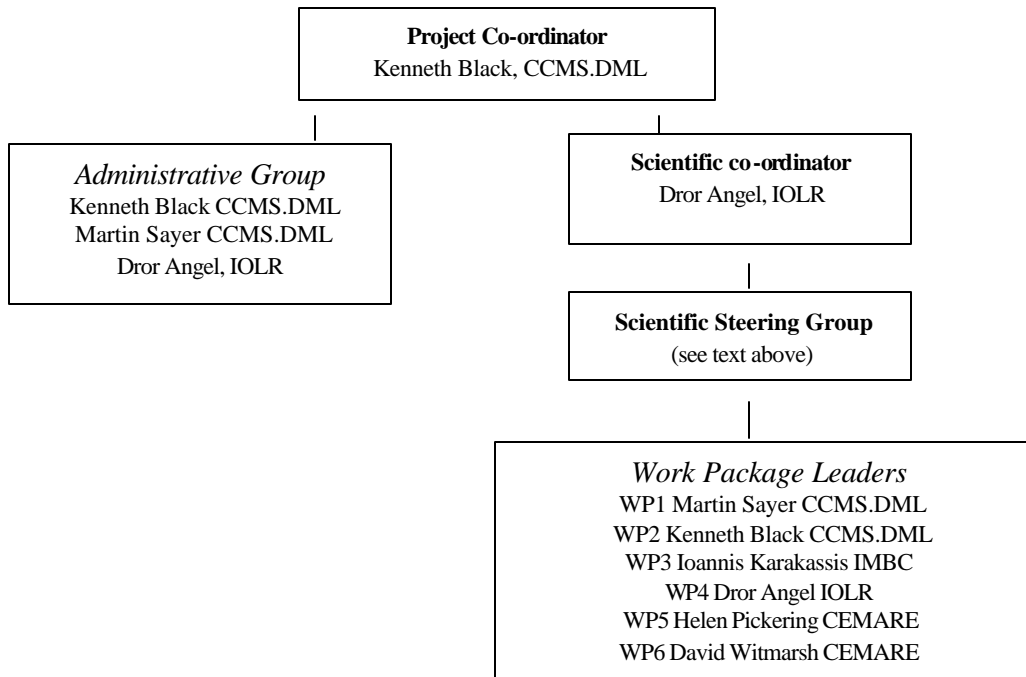 Project Co-ordinator
Kenneth Black, CCMS.DML
Administrative Group
Kenneth Black CCMS.DML
Martin Sayer CCMS.DML
Dror Angel, IOLR
Scientific co-ordinator
Dror Angel, IOLR
Scientific Steering Group
(see text above)
Work Package Leaders
WP1 Martin Sayer CCMS.DML
WP2 Kenneth Black CCMS.DML
WP3 Ioannis Karakassis IMBC
WP4 Dror Angel IOLR
WP5 Helen Pickering CEMARE
WP6 David Witmarsh CEMARE